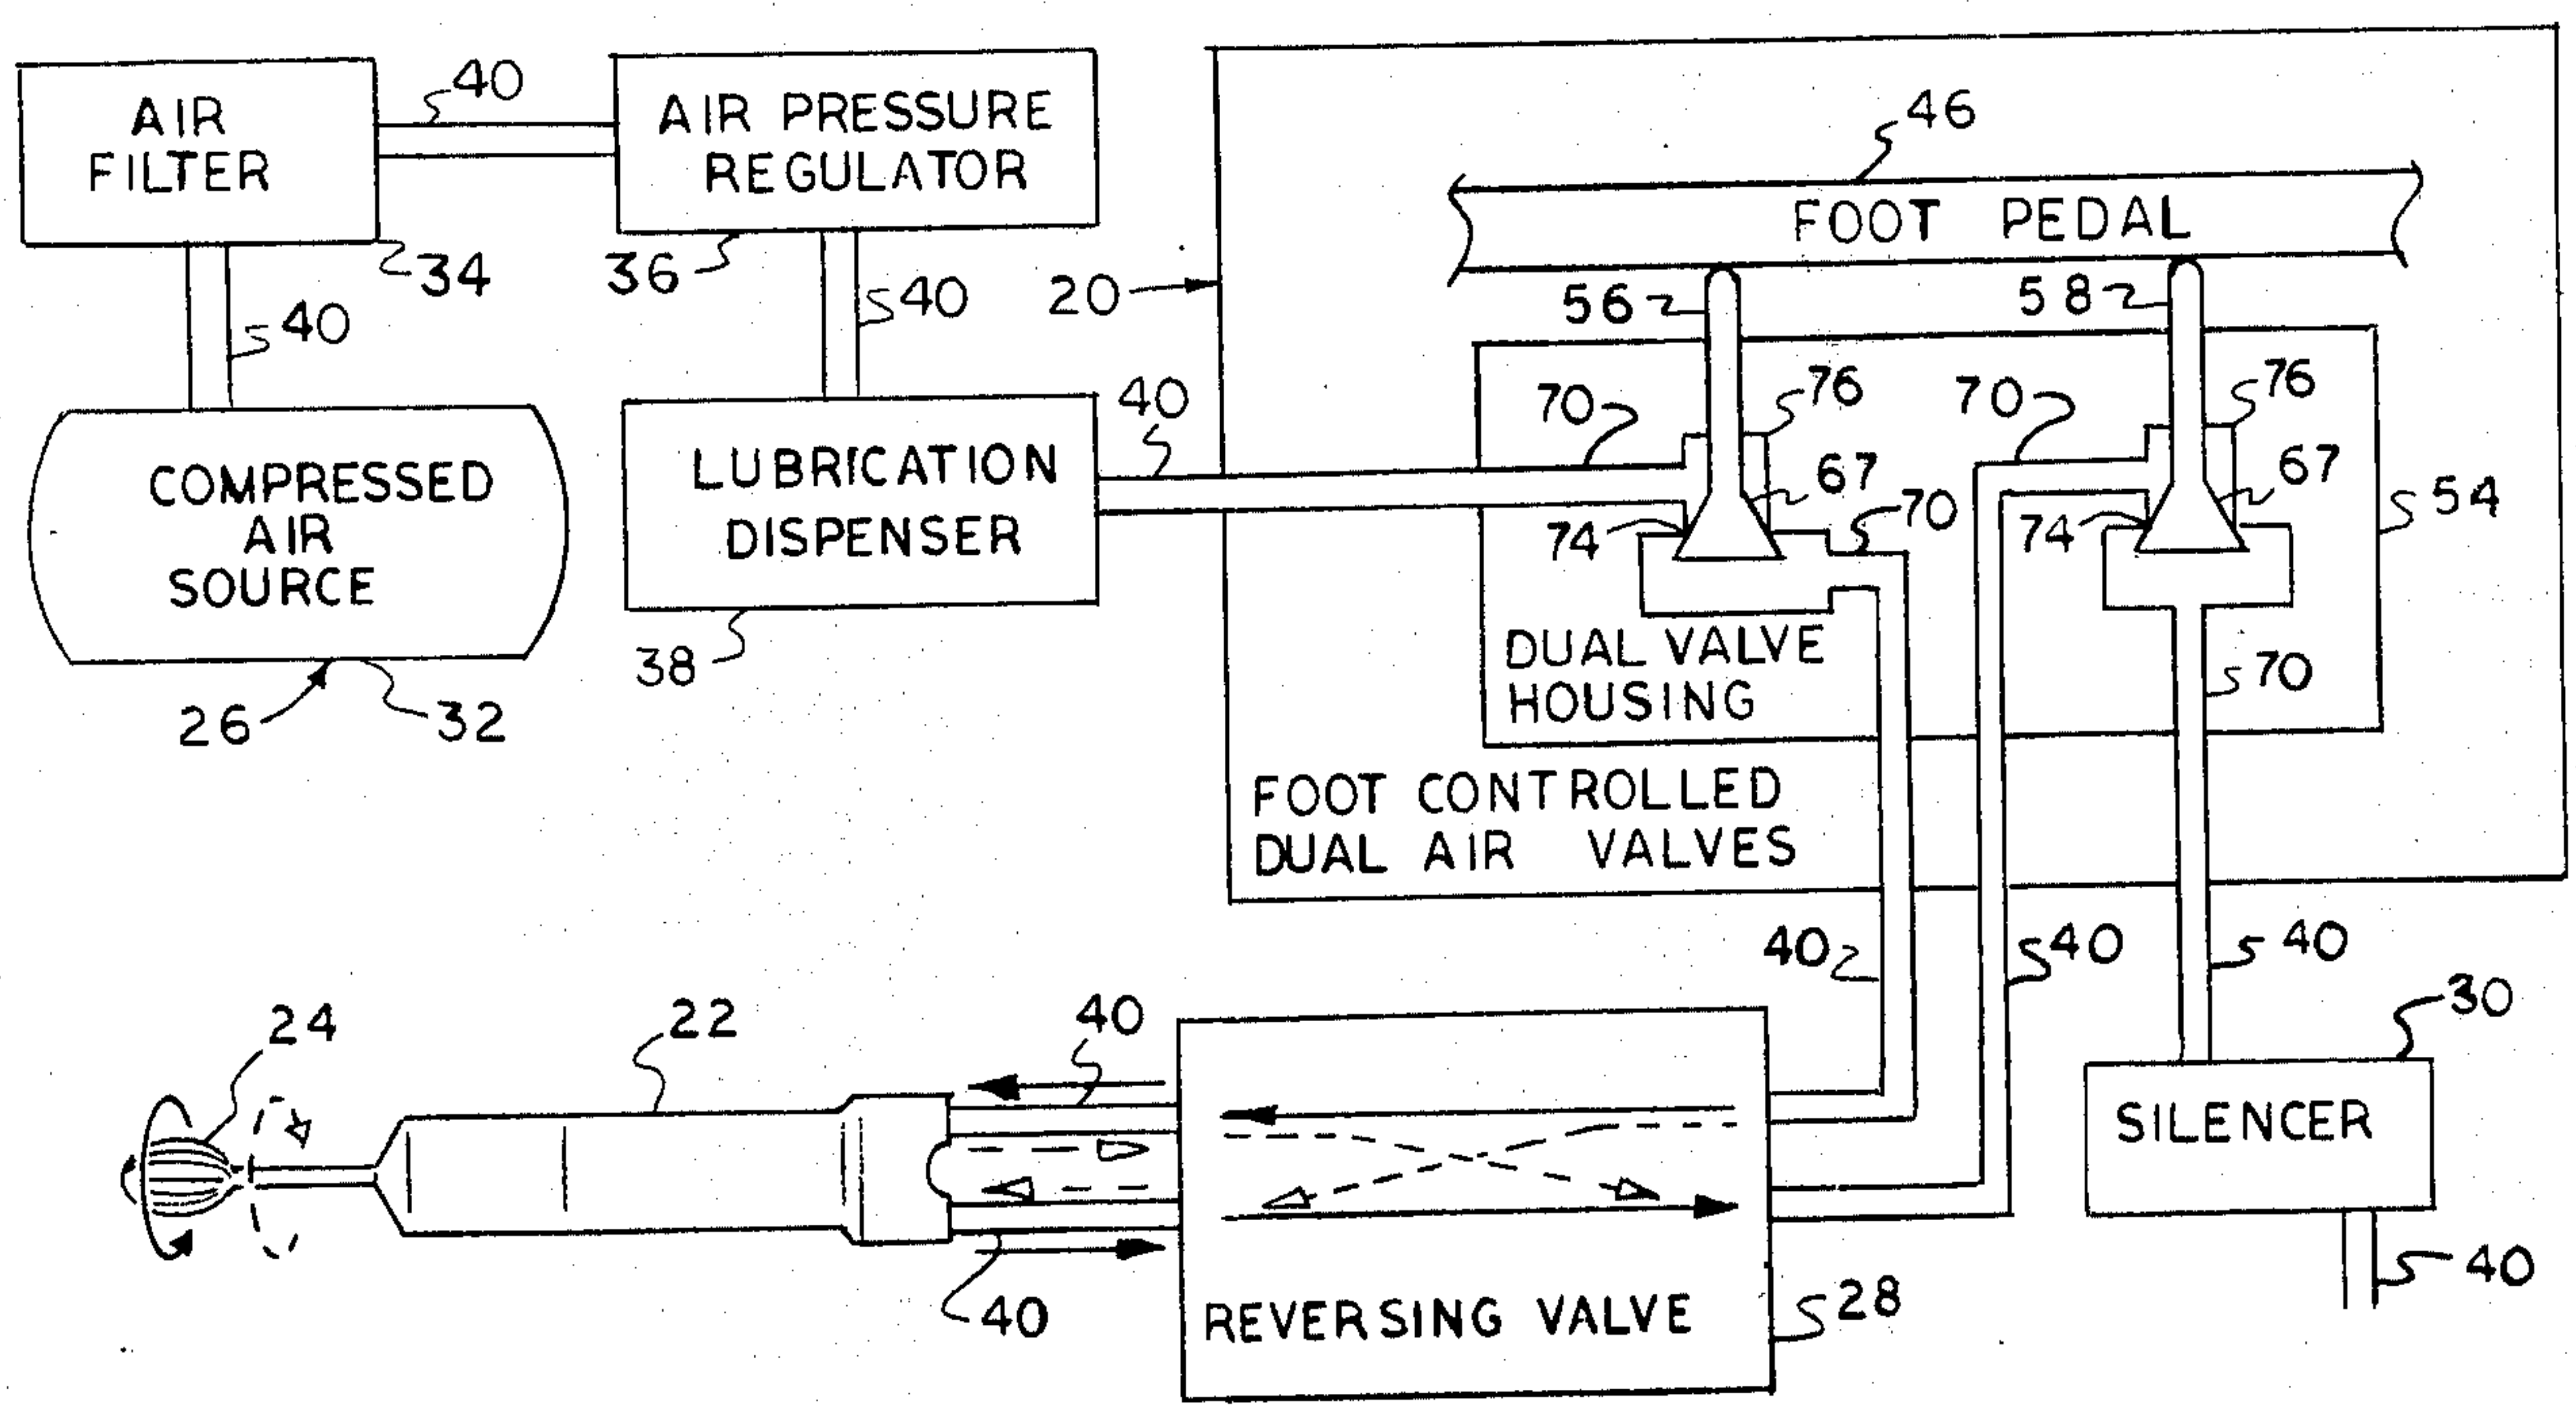 AIR
FILTER
40
AIR PRESSURE
REGULATOR
34
36
40
40
COMPRESSED
AIR
SOURCE
26
32
LUBRICATION
DISPENSER
38
40
20
46
FOOT PEDAL
56
58
70
76
70
76
67
67
74
70
74
54
DUAL VALVE
HOUSING
70
FOOT CONTROLLED
DUAL AIR VALVES
40
40
40
24
22
40
40
REVERSING VALVE
28
30
SILENCER
40